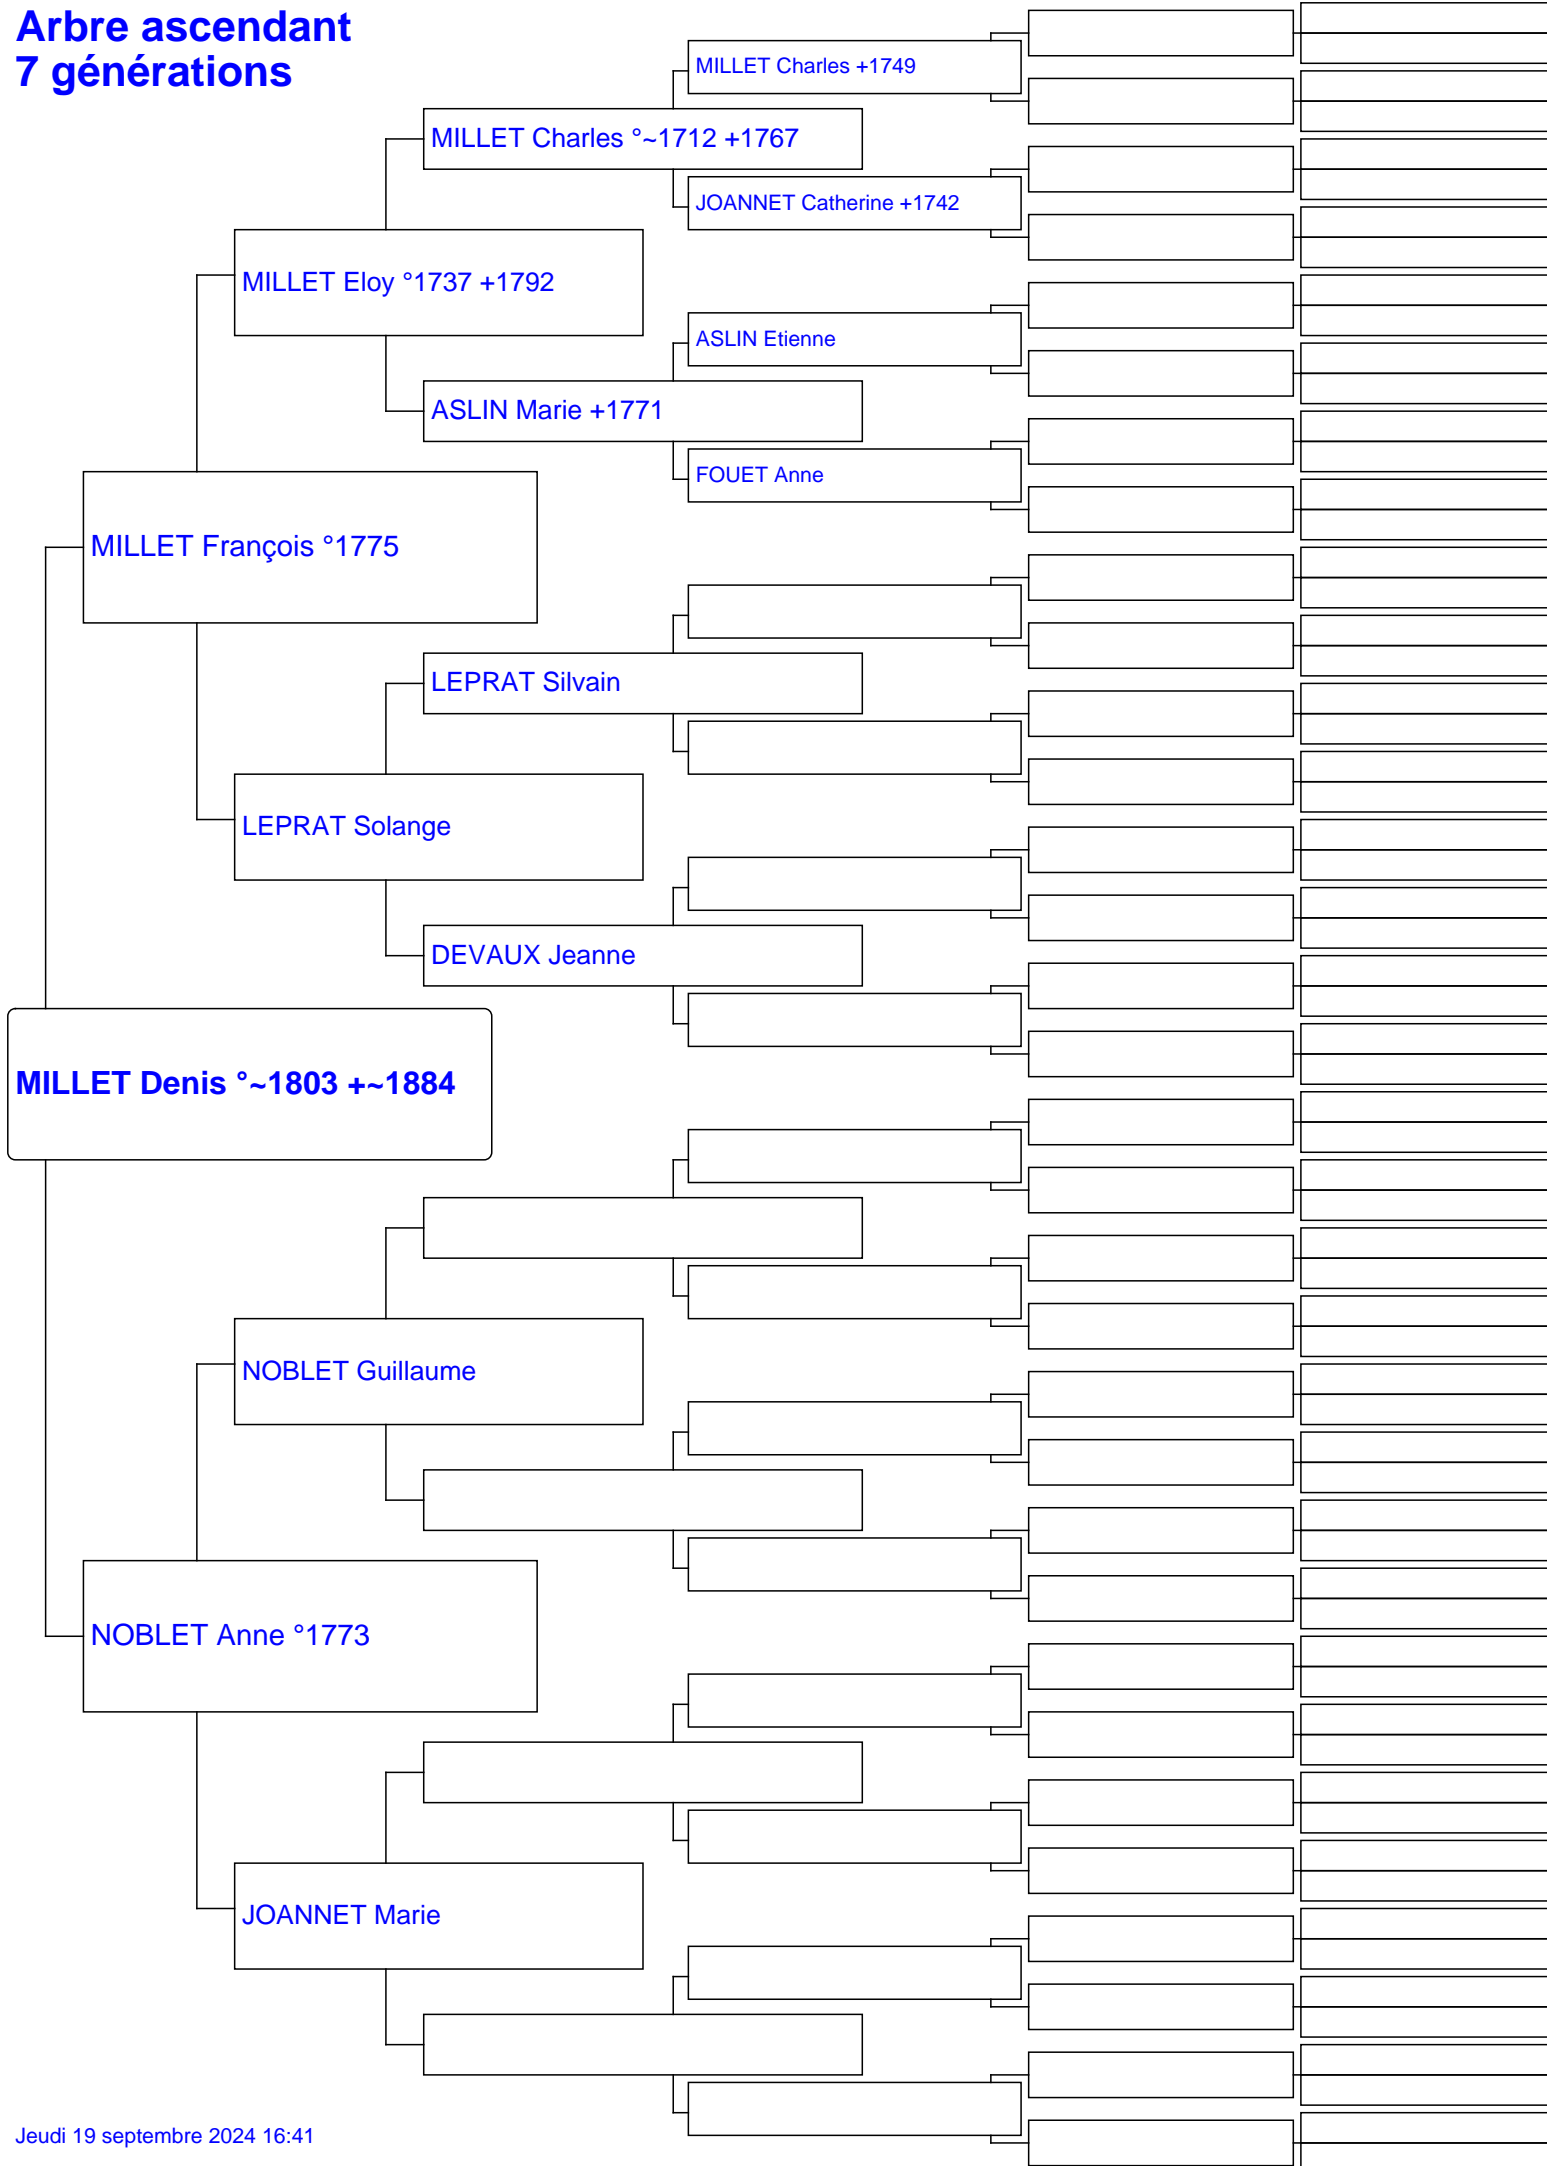 Arbre ascendant
7 générations
MILLET Charles +1749
MILLET Charles °~1712 +1767
JOANNET Catherine +1742
MILLET Eloy °1737 +1792
ASLIN Etienne
ASLIN Marie +1771
FOUET Anne
MILLET François °1775
LEPRAT Silvain
LEPRAT Solange
DEVAUX Jeanne
MILLET Denis °~1803 +~1884
NOBLET Guillaume
NOBLET Anne °1773
JOANNET Marie
Jeudi 19 septembre 2024 16:41